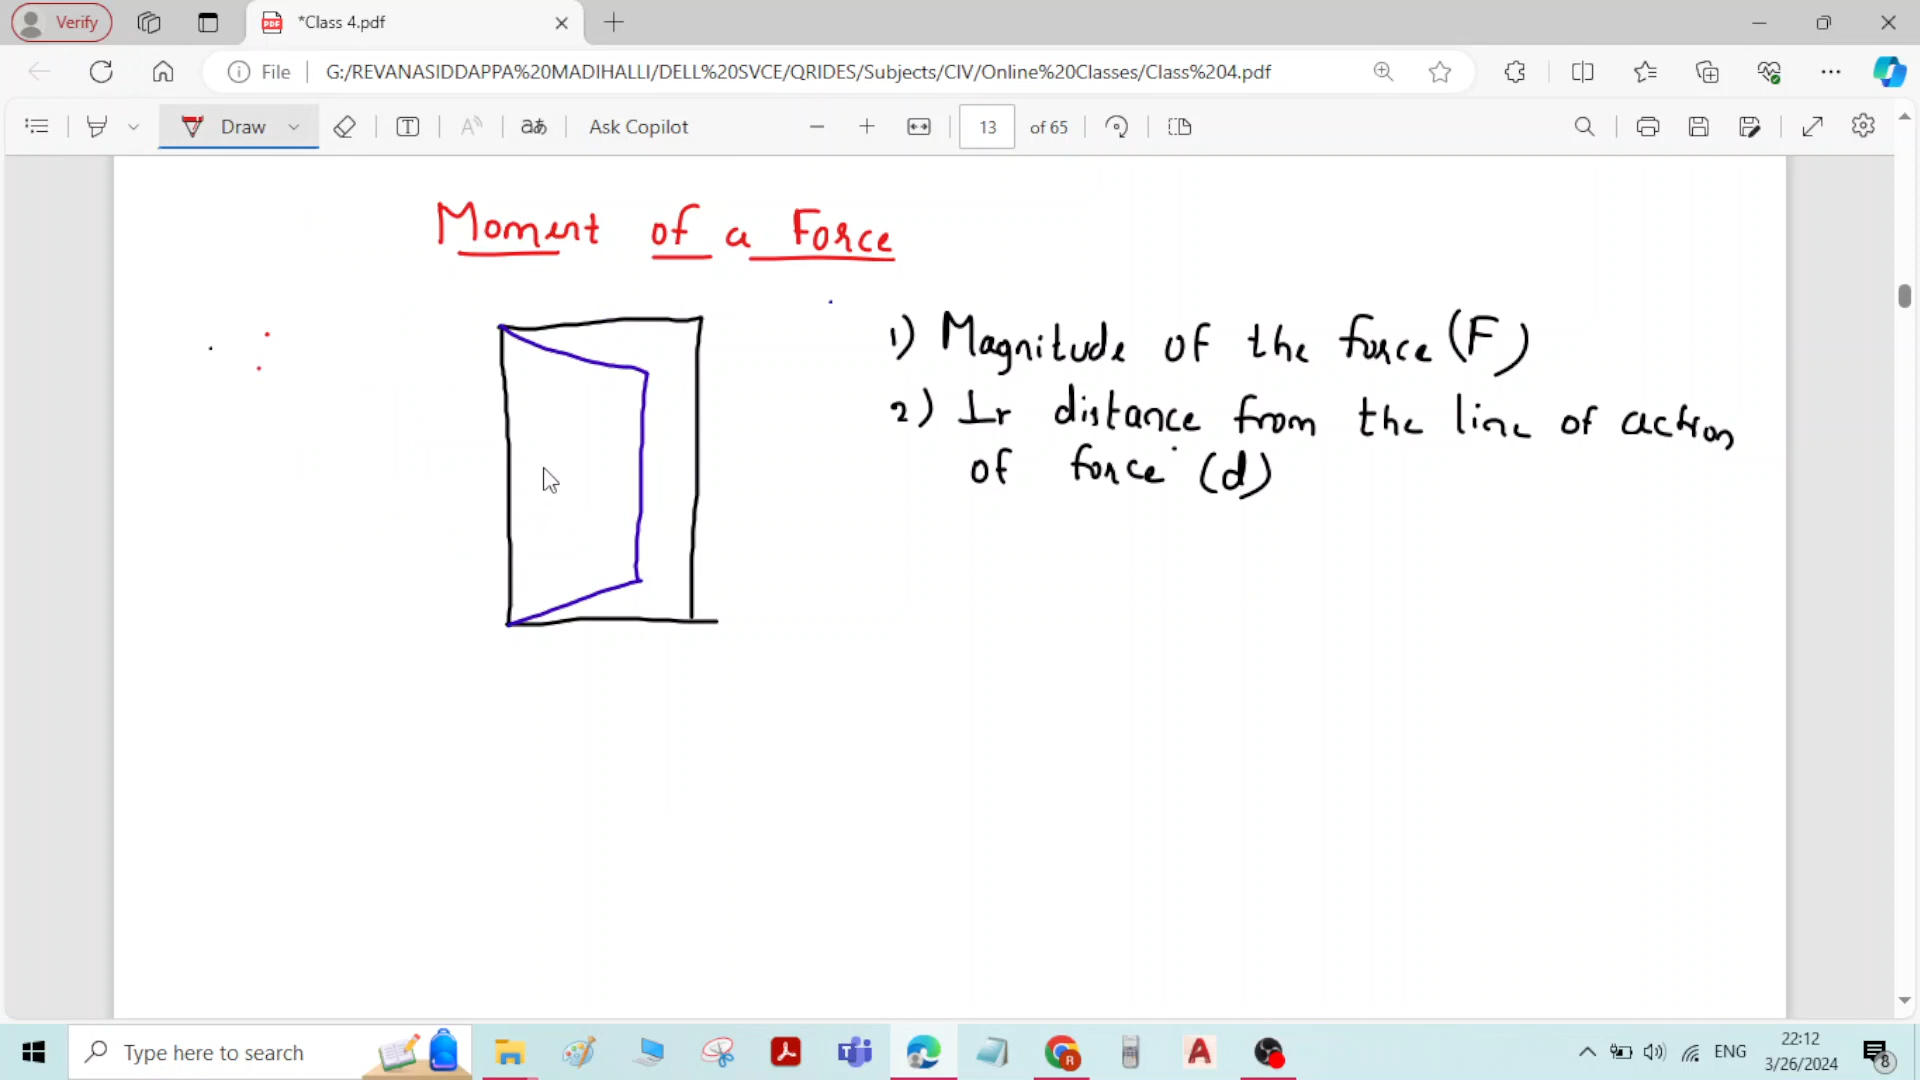 Verify
*Class 4.pdf
File
G:/REVANASIDDAPPA%20MADIHALLI/DELL%20SVCE/QRIDES/Subjects/CIV/Online%20Classes/Class%204.pdf
Draw
Ask Copilot
13 of 65
Moment of a Force
1) Magnitude of the force (F)
2) ⊥r distance from the line of action
of force (d)
Type here to search
ENG
22:12
3/26/2024
8